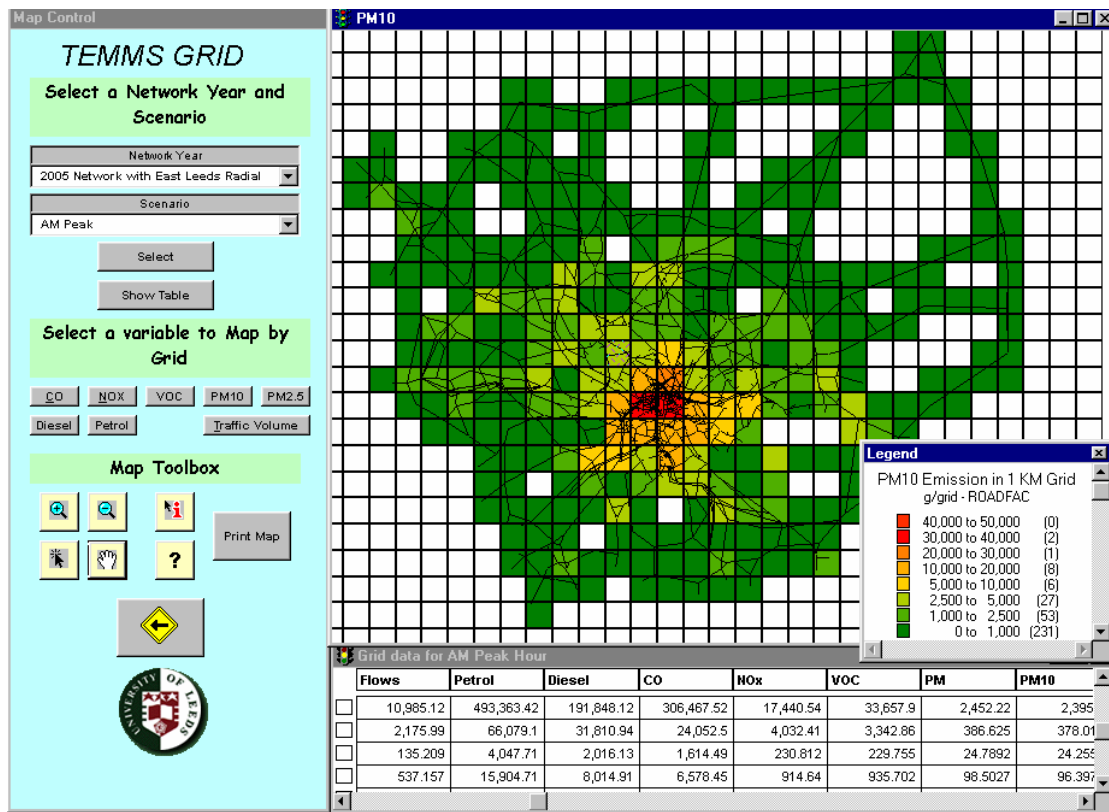 Map Control
TEMMS GRID
Select a Network Year and
Scenario
Network Year
2005 Network with East Leeds Radial
Scenario
AM Peak
Select
Show Table
Select a variable to Map by
Grid
CO NOX VOC PM10 PM2.5
Diesel Petrol Traffic Volume
Map Toolbox
i
?
Print Map
UNIVERSITY OF LEEDS
PM10
Legend
PM10 Emission in 1 KM Grid
g/grid - ROADFAC
40,000 to 50,000 (0)
30,000 to 40,000 (2)
20,000 to 30,000 (1)
10,000 to 20,000 (8)
5,000 to 10,000 (6)
2,500 to 5,000 (27)
1,000 to 2,500 (53)
0 to 1,000 (231)
Grid data for AM Peak Hour
Flows Petrol Diesel CO NOx VOC PM PM10
10,985.12 493,363.42 191,848.12 306,467.52 17,440.54 33,657.9 2,452.22 2,395
2,175.99 66,079.1 31,810.94 24,052.5 4,032.41 3,342.86 386.625 378.01
135.209 4,047.71 2,016.13 1,614.49 230.812 229.755 24.7892 24.255
537.157 15,904.71 8,014.91 6,578.45 914.64 935.702 98.5027 96.397